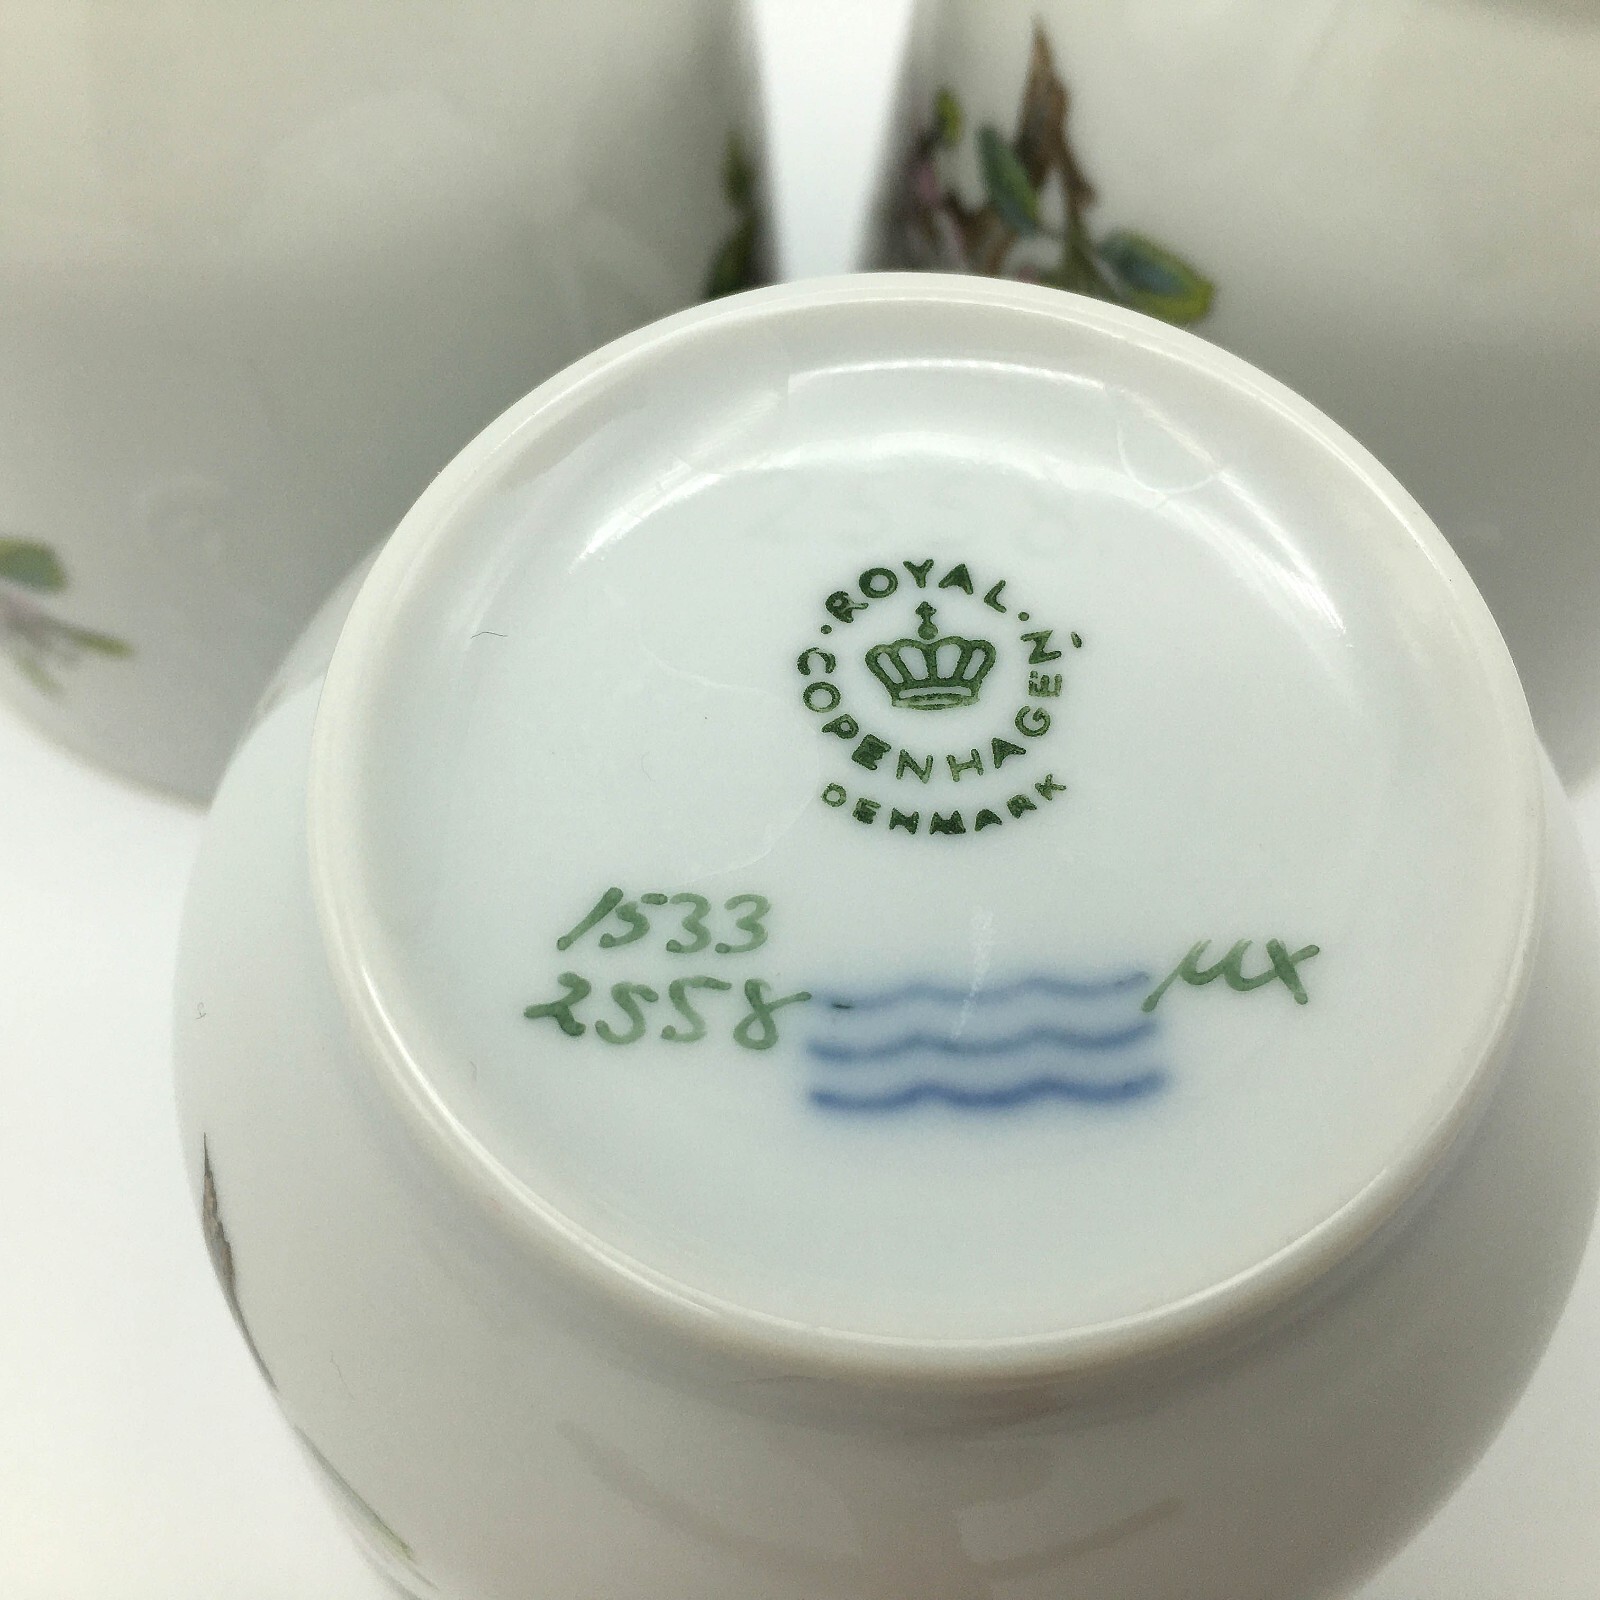 ROYAL
COPENHAGEN
DENMARK
1533
2558